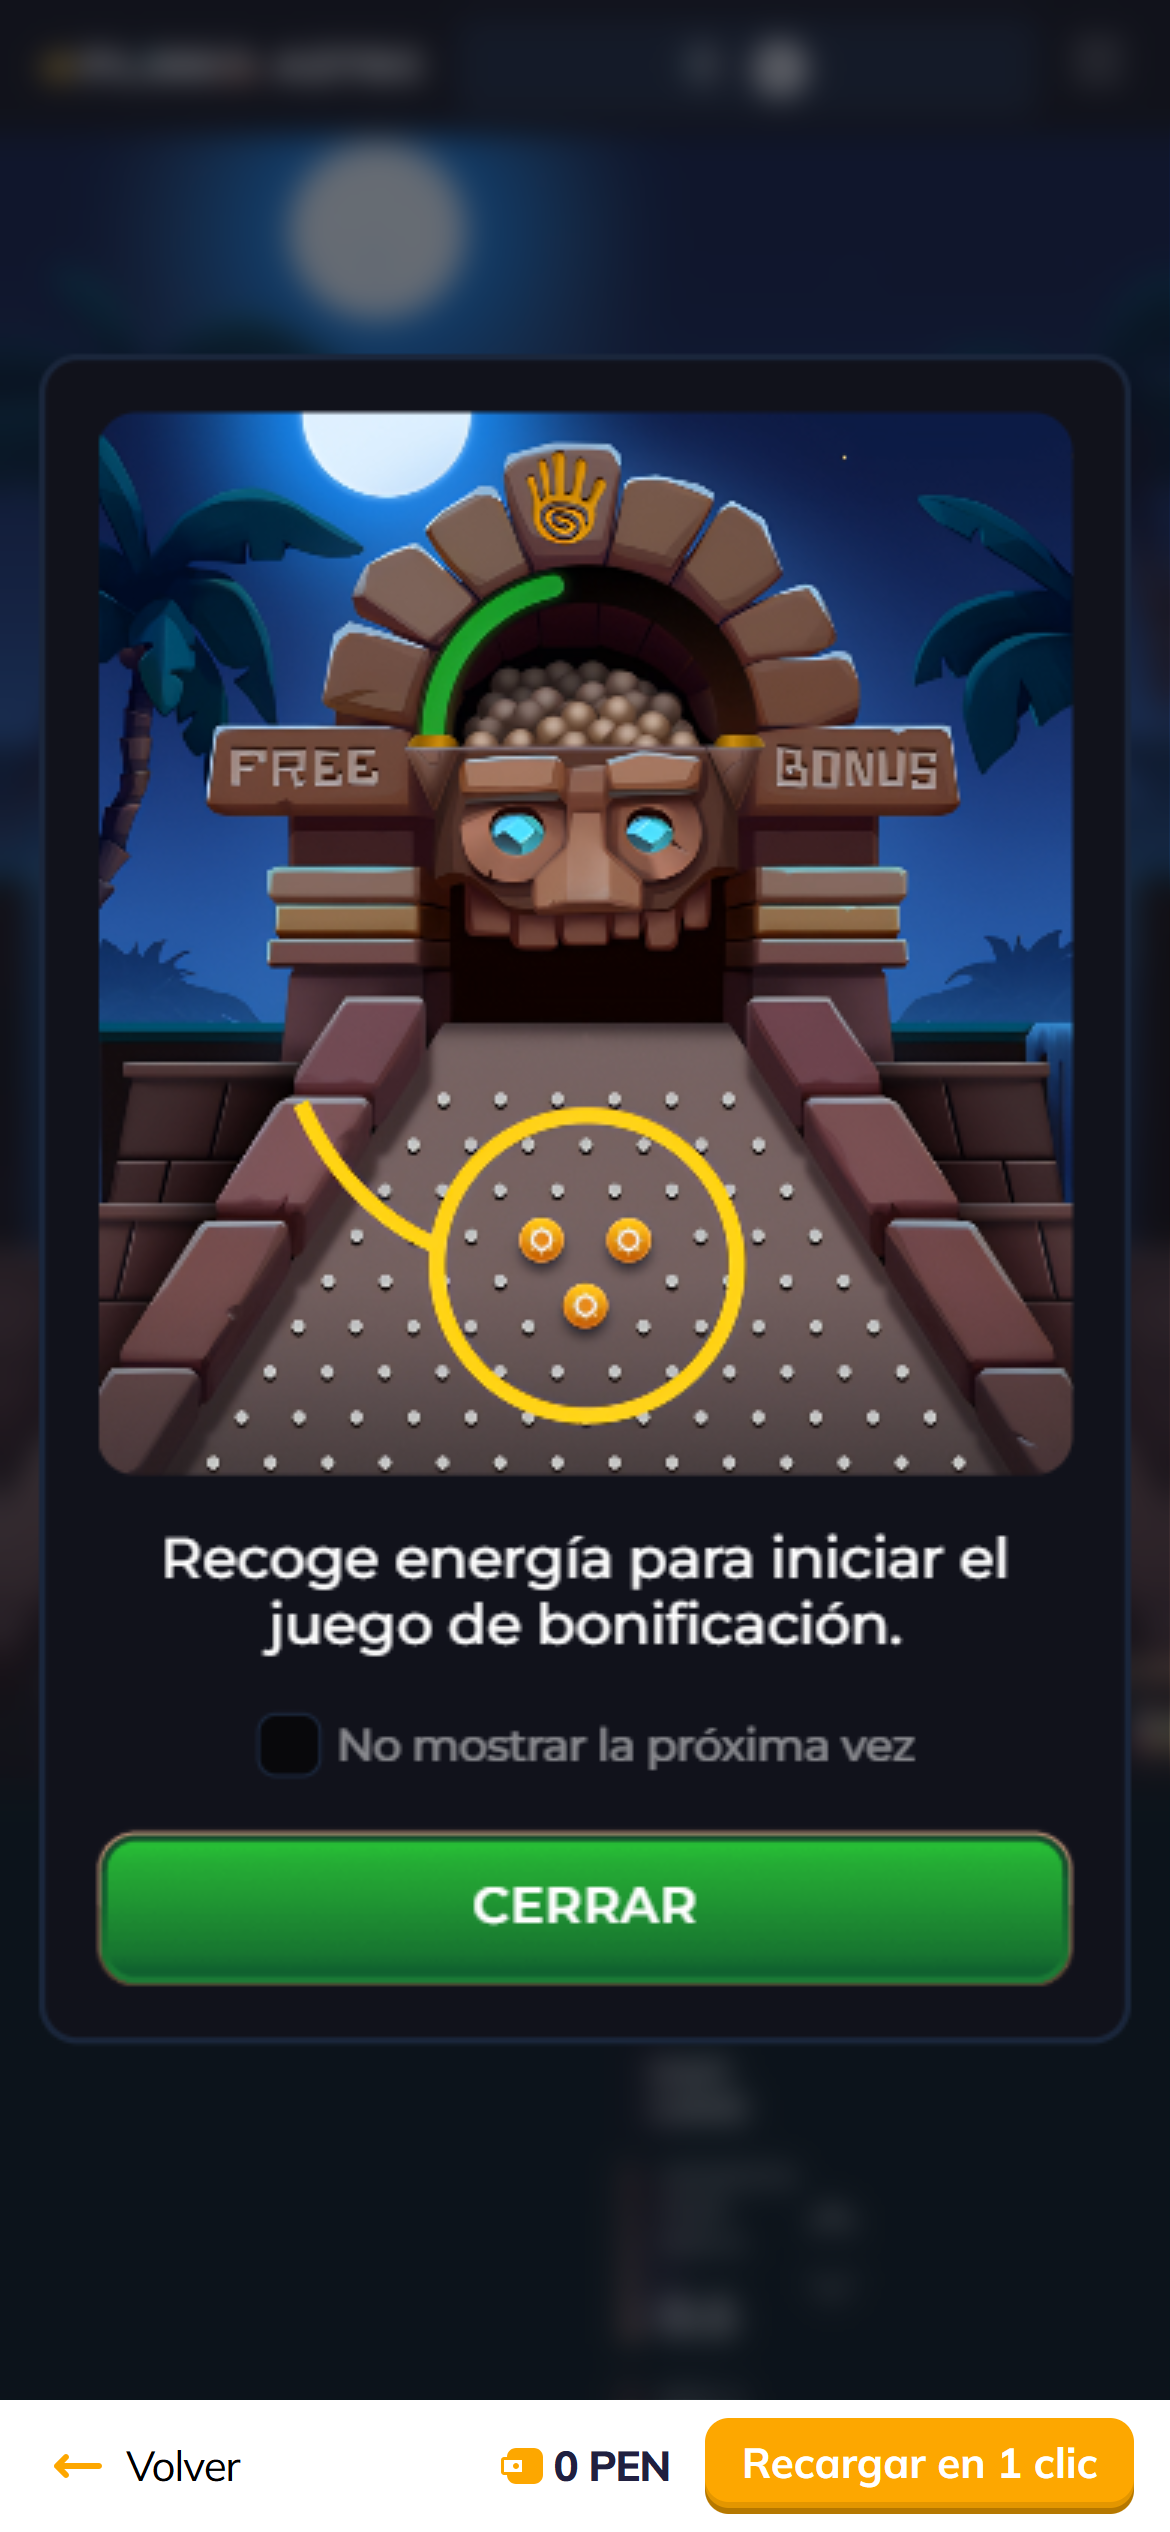 FREE
BONUS
Recoge energía para iniciar el
juego de bonificación.
No mostrar la próxima vez
CERRAR
Volver
0 PEN
Recargar en 1 clic